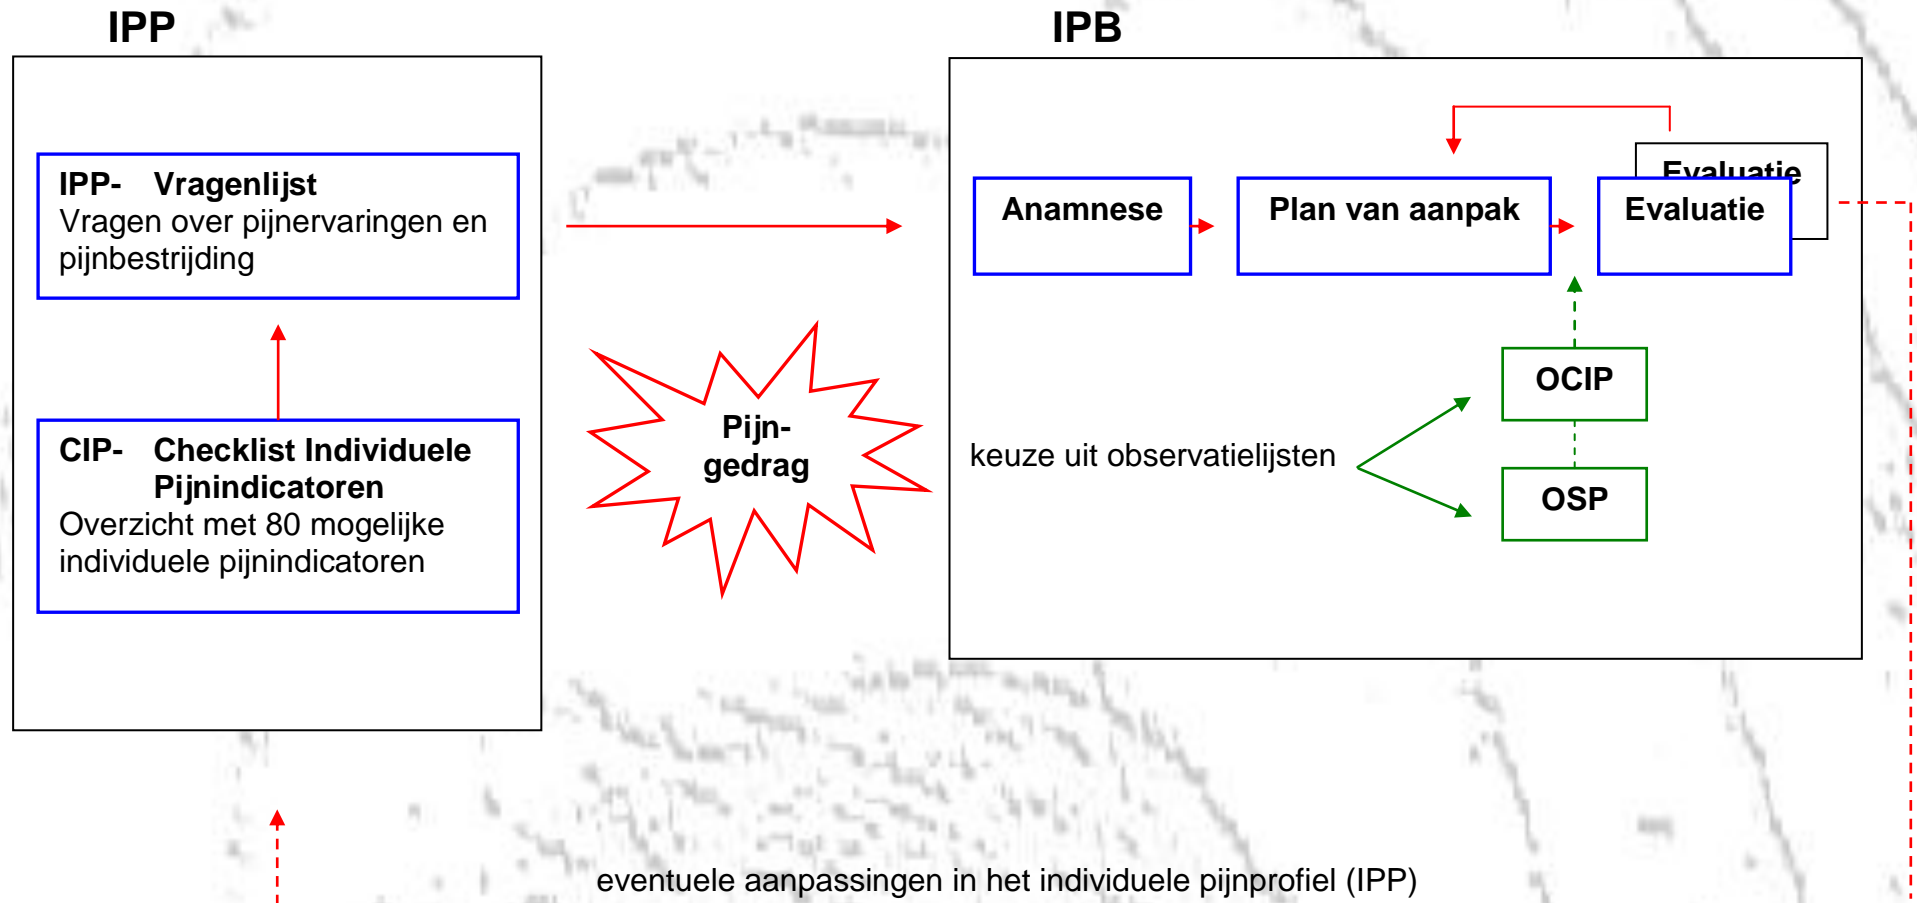 IPP
IPB
IPP- Vragenlijst
Vragen over pijnervaringen en
pijnbestrijding
CIP- Checklist Individuele
Pijnindicatoren
Overzicht met 80 mogelijke
individuele pijnindicatoren
Pijn-
gedrag
Anamnese
Plan van aanpak
Evaluatie
Evaluatie
OCIP
keuze uit observatielijsten
OSP
eventuele aanpassingen in het individuele pijnprofiel (IPP)